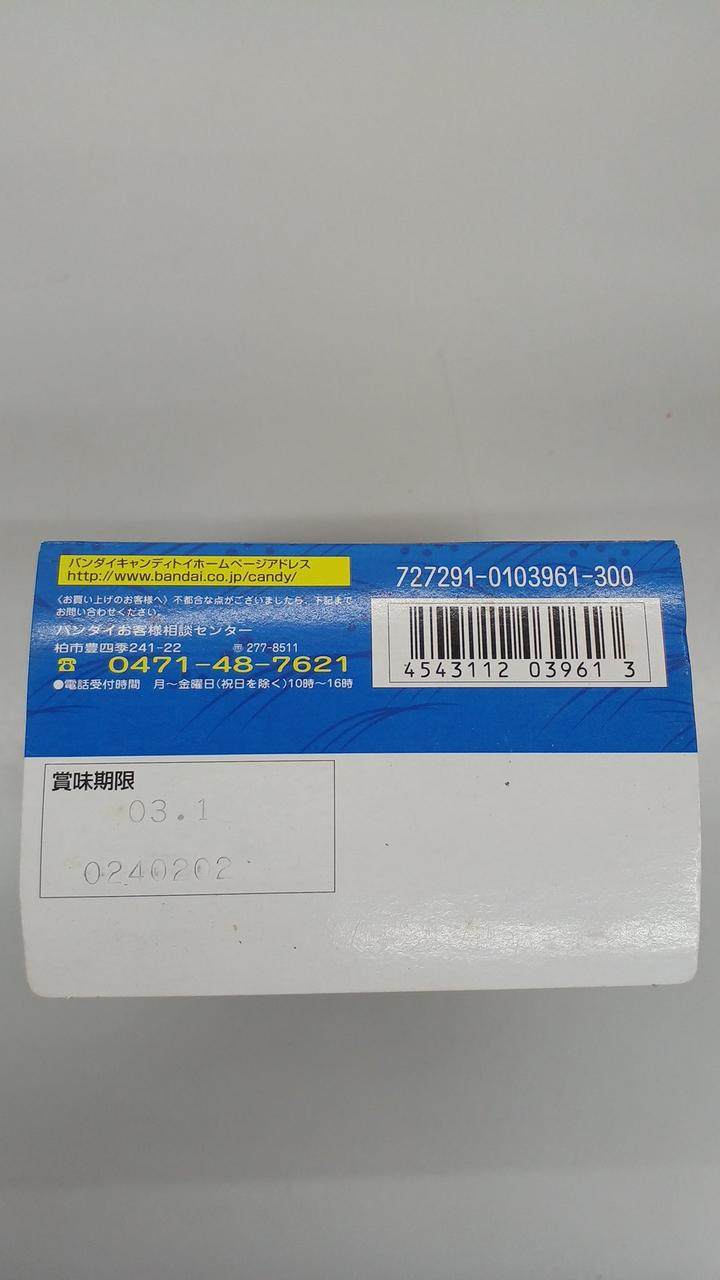 バンダイキャンディトイホームページアドレス
http://www.bandai.co.jp/candy/
〈お買い上げのお客様へ〉不都合な点がございましたら、下記まで
お問い合わせください。
バンダイお客様相談センター
柏市豊四季241-22 〒277-8511
☎ 0471-48-7621
●電話受付時間 月～金曜日(祝日を除く)10時～16時
727291-0103961-300
4543112 03961 3
賞味期限
03.1
0240202